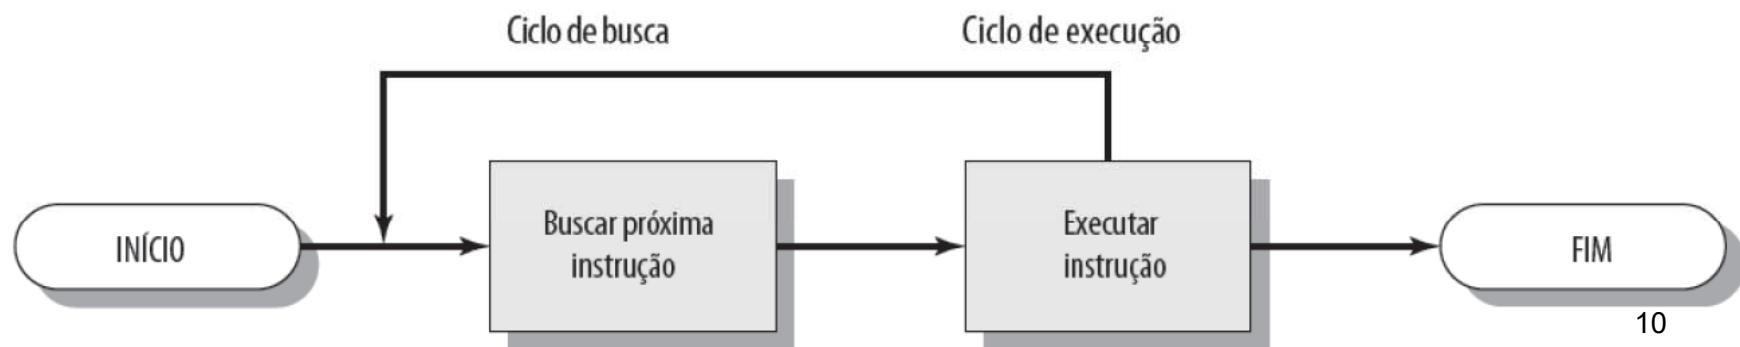 Ciclo de busca
Ciclo de execução
INÍCIO
Buscar próxima
instrução
Executar
instrução
FIM
10